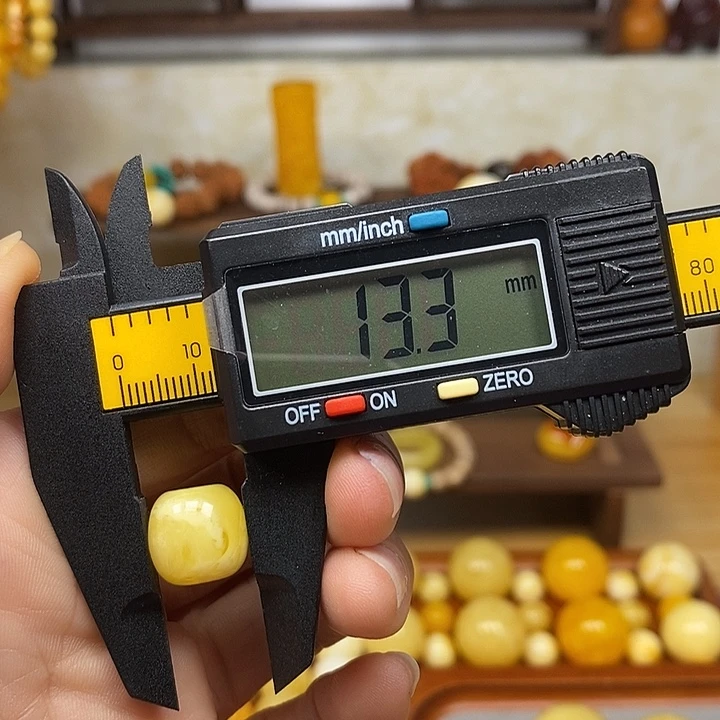 mm/inch
13.3 mm
0 10
80
OFF ON ZERO